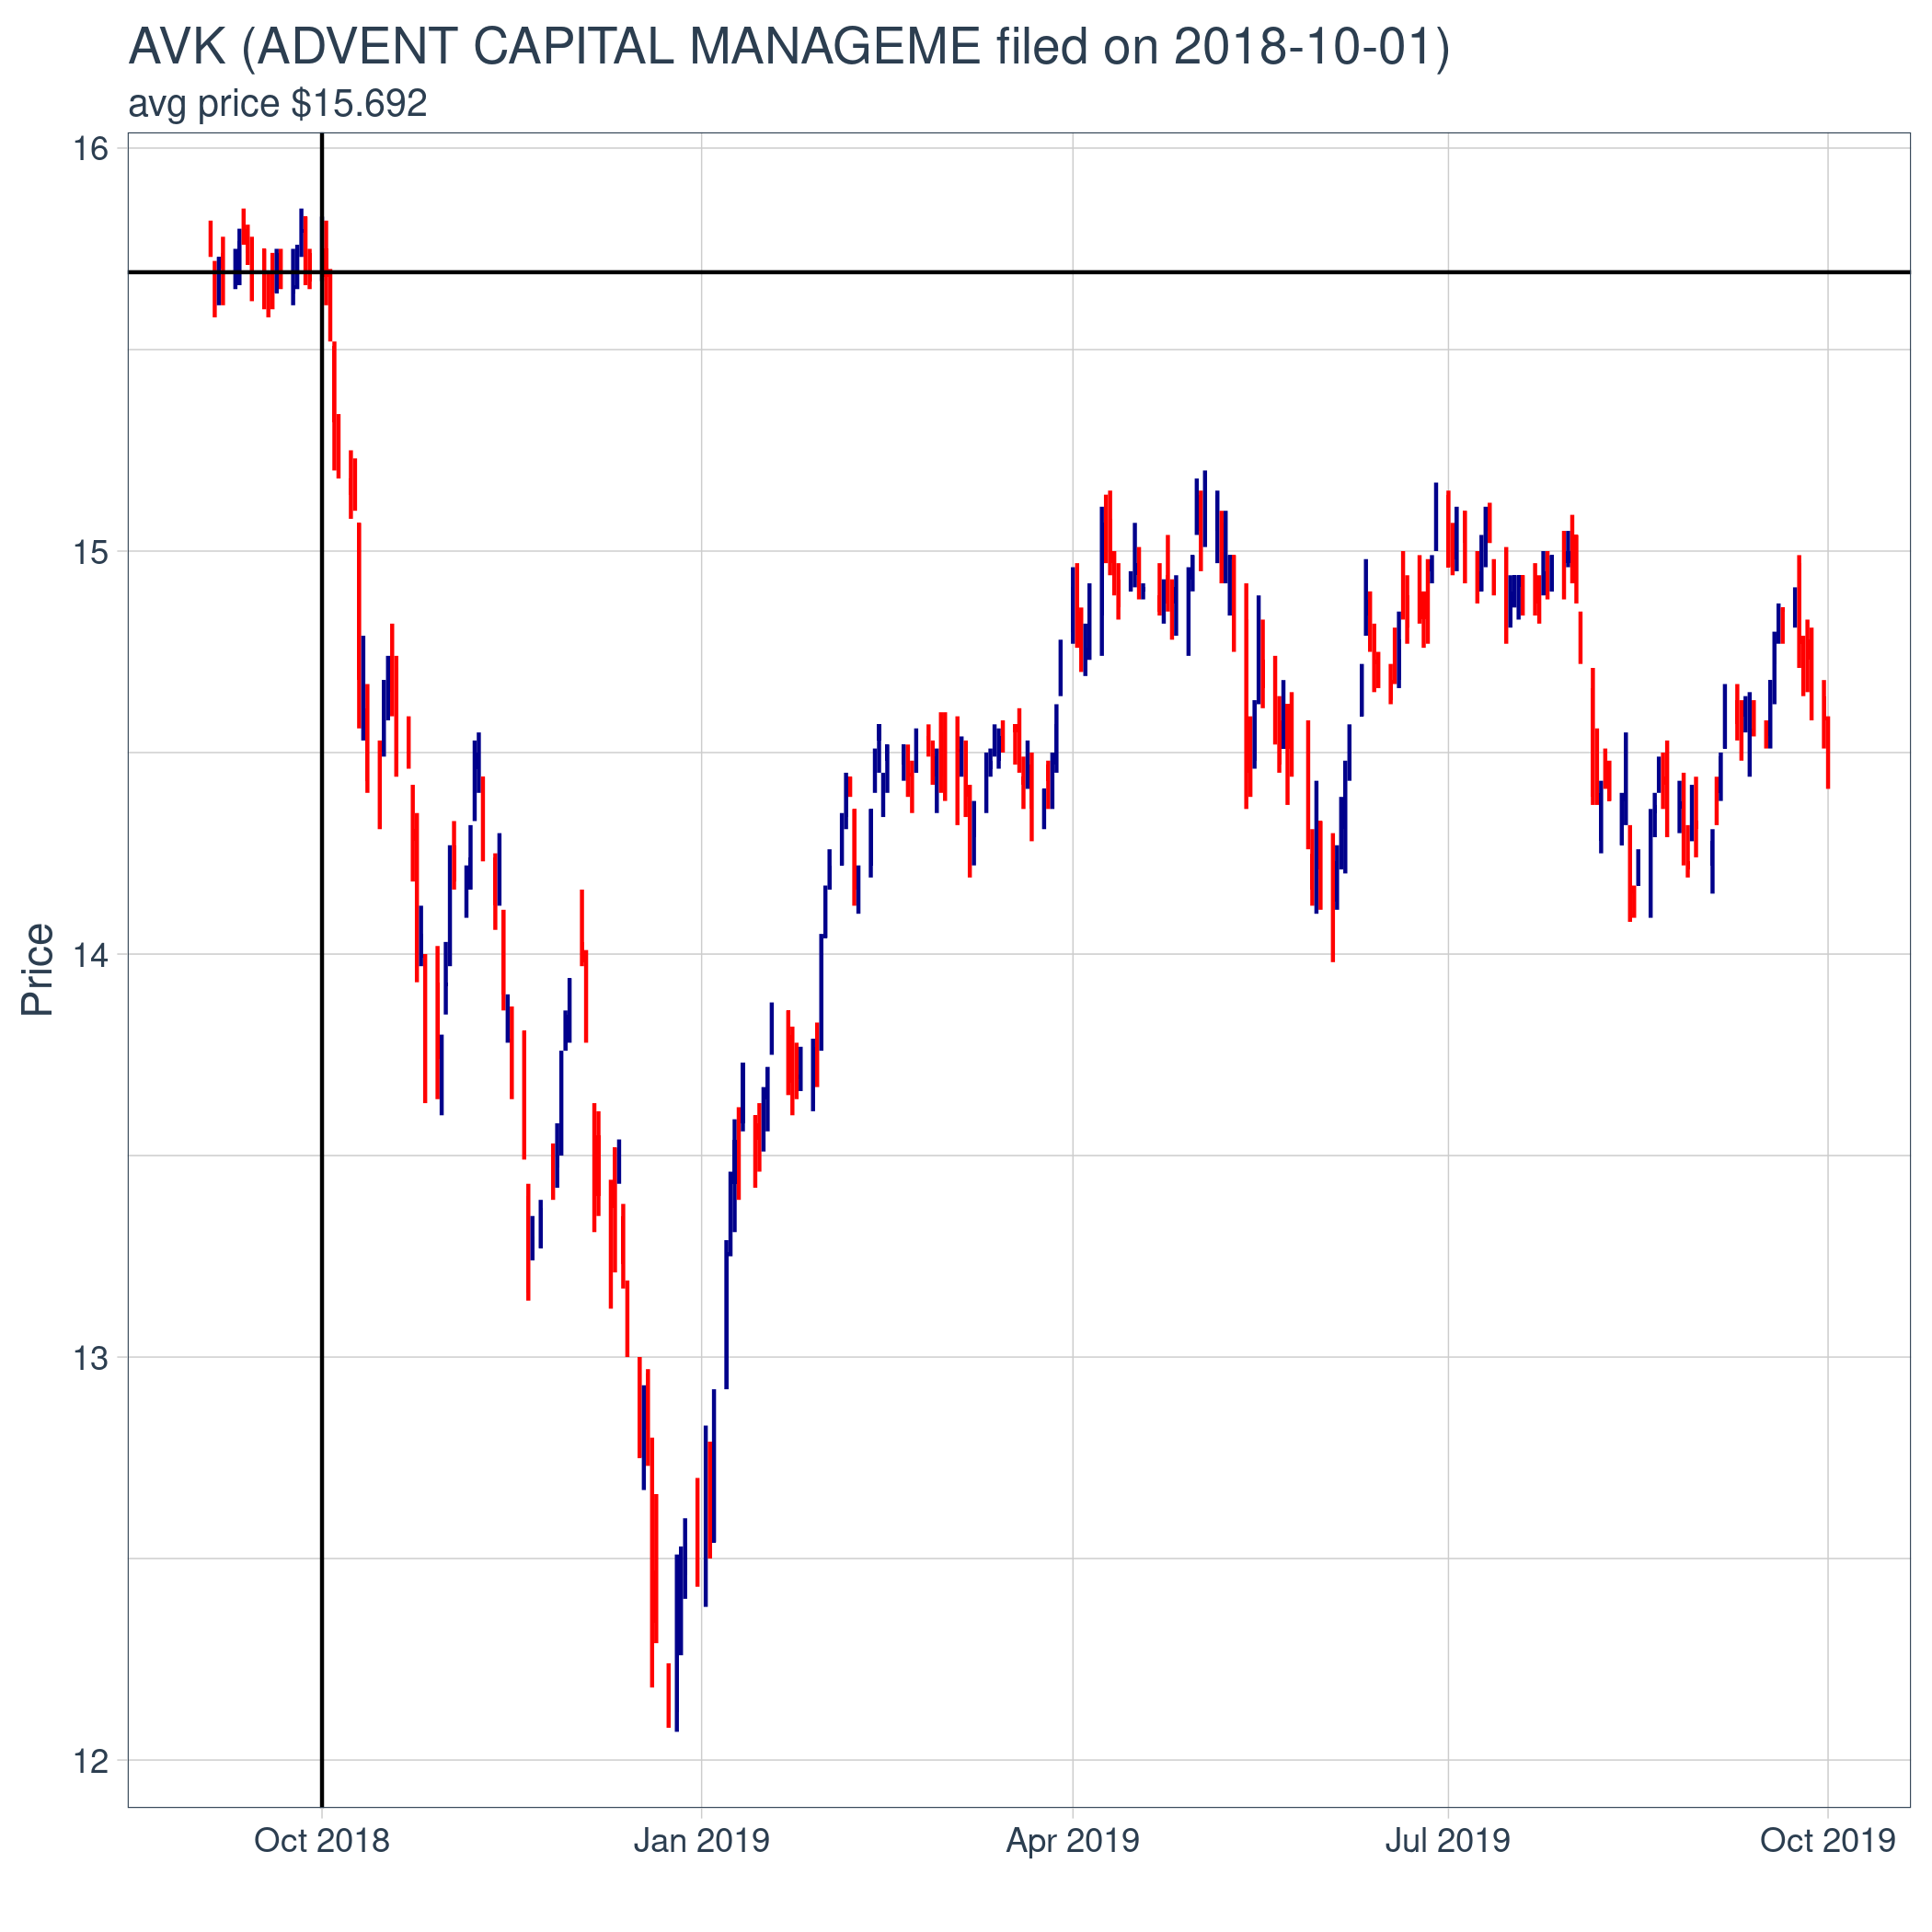 AVK (ADVENT CAPITAL MANAGEME filed on 2018-10-01)
avg price $15.692
16
15
14
13
12
Price
Oct 2018
Jan 2019
Apr 2019
Jul 2019
Oct 2019